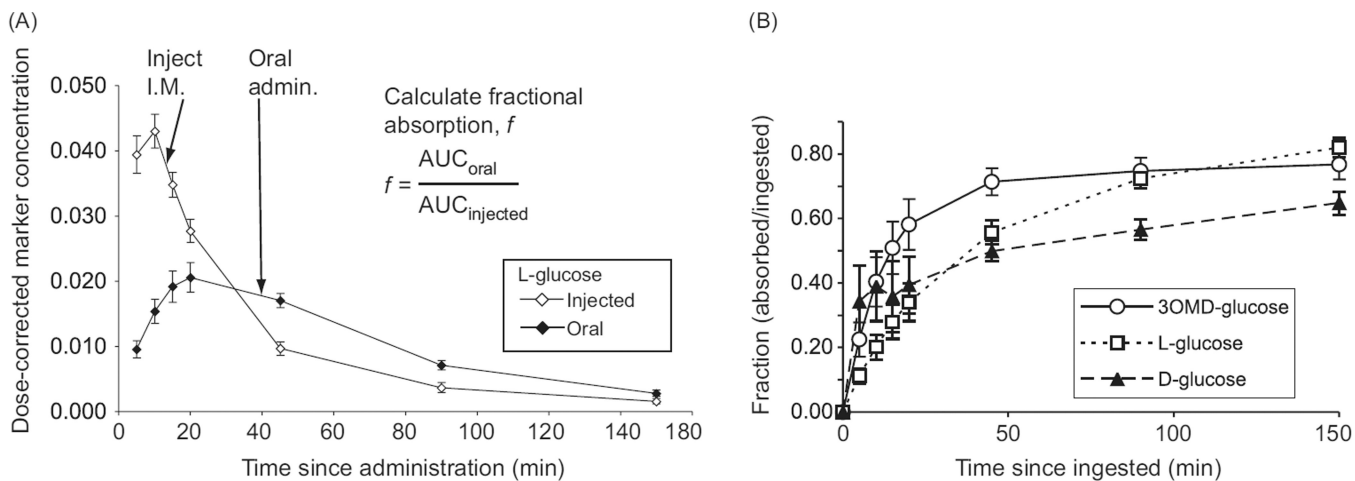 (A)
Dose-corrected marker concentration
0.050
0.040
0.030
0.020
0.010
0.000
Inject
I.M.
Oral
admin.
Calculate fractional
absorption, f
f = AUCoral
AUCinjected
L-glucose
Injected
Oral
0 20 40 60 80 100 120 140 160 180
Time since administration (min)
(B)
Fraction (absorbed/ingested)
0.80
0.60
0.40
0.20
0.00
3OMD-glucose
L-glucose
D-glucose
0 50 100 150
Time since ingested (min)